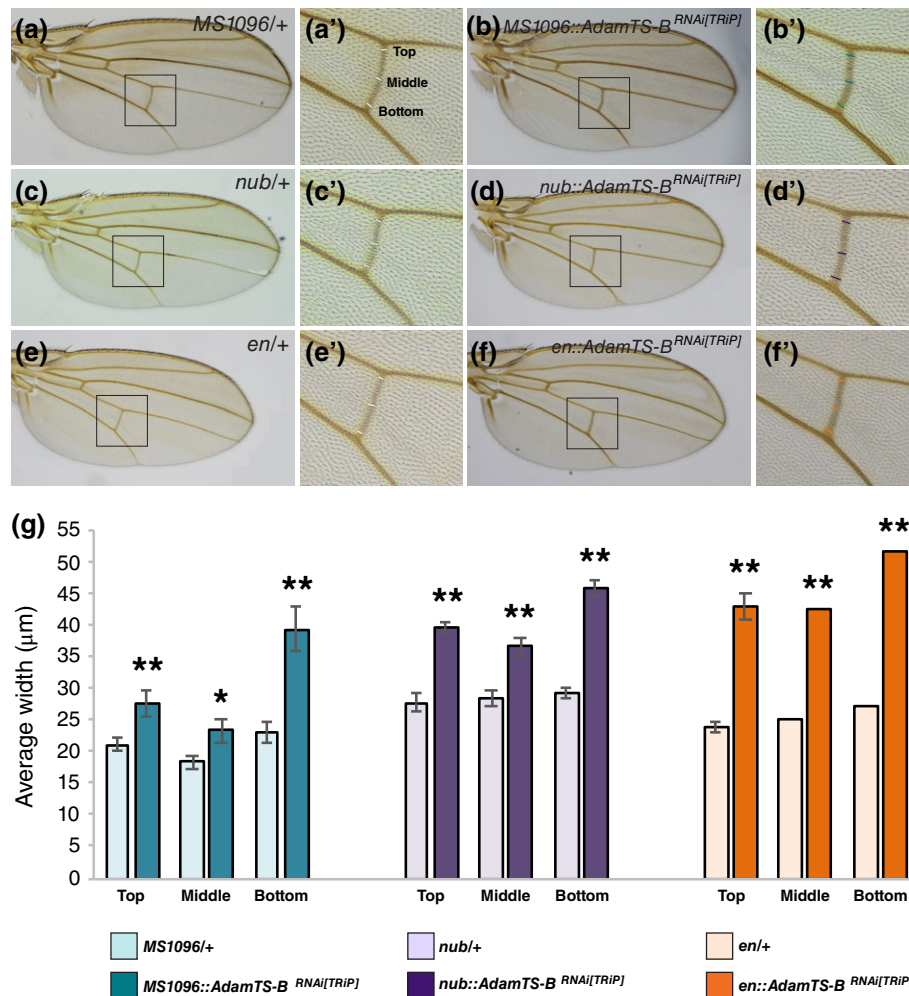 (a) MS1096/+ (a') Top Middle Bottom (b) MS1096::AdamTS-B RNAi[TRiP] (b')
(c) nub/+ (c') (d) nub::AdamTS-B RNAi[TRiP] (d')
(e) en/+ (e') (f) en::AdamTS-B RNAi[TRiP] (f')
(g)
Average width (μm)
55
50
45
40
35
30
25
20
15
10
5
0
** * ** ** ** ** ** ** **
Top Middle Bottom Top Middle Bottom Top Middle Bottom
MS1096/+ nub/+ en/+
MS1096::AdamTS-B RNAi[TRiP] nub::AdamTS-B RNAi[TRiP] en::AdamTS-B RNAi[TRiP